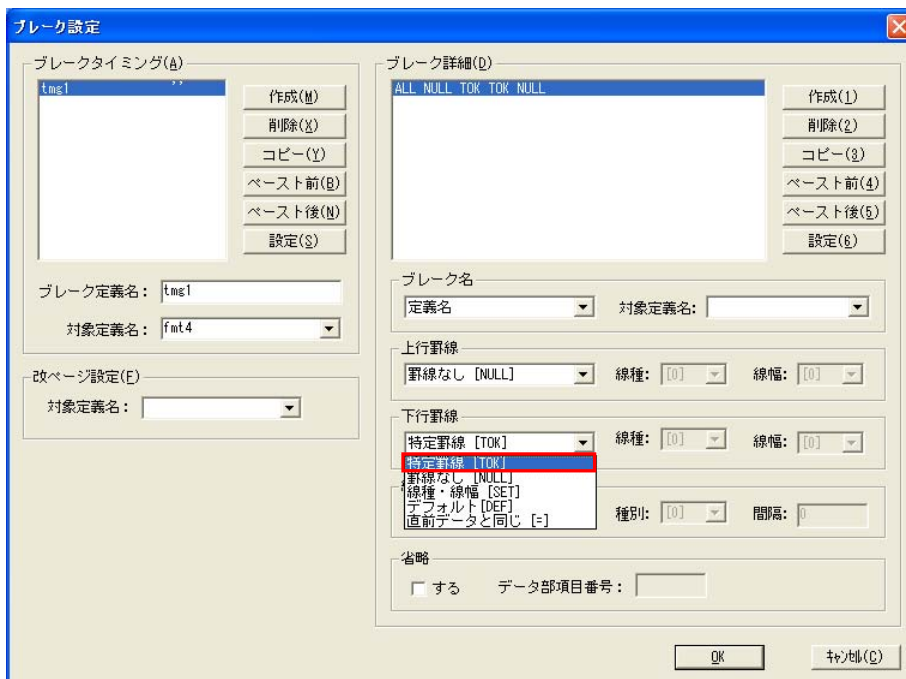 ブレーク設定
ブレークタイミング(A)
tmg1 ''
作成(M)
削除(X)
コピー(Y)
ペースト前(B)
ペースト後(N)
設定(S)
ブレーク定義名: tmg1
対象定義名: fmt4
改ページ設定(F)
対象定義名:
ブレーク詳細(D)
ALL NULL TOK TOK NULL
作成(1)
削除(2)
コピー(3)
ペースト前(4)
ペースト後(5)
設定(6)
ブレーク名
定義名 対象定義名:
上行罫線
罫線なし [NULL] 線種: [0] 線幅: [0]
下行罫線
特定罫線 [TOK] 線種: [0] 線幅: [0]
特定罫線 [TOK]
罫線なし [NULL]
線種・線幅 [SET]
デフォルト[DEF]
直前データと同じ [=]
種別: [0] 間隔: 0
省略
する データ部項目番号:
OK キャンセル(C)